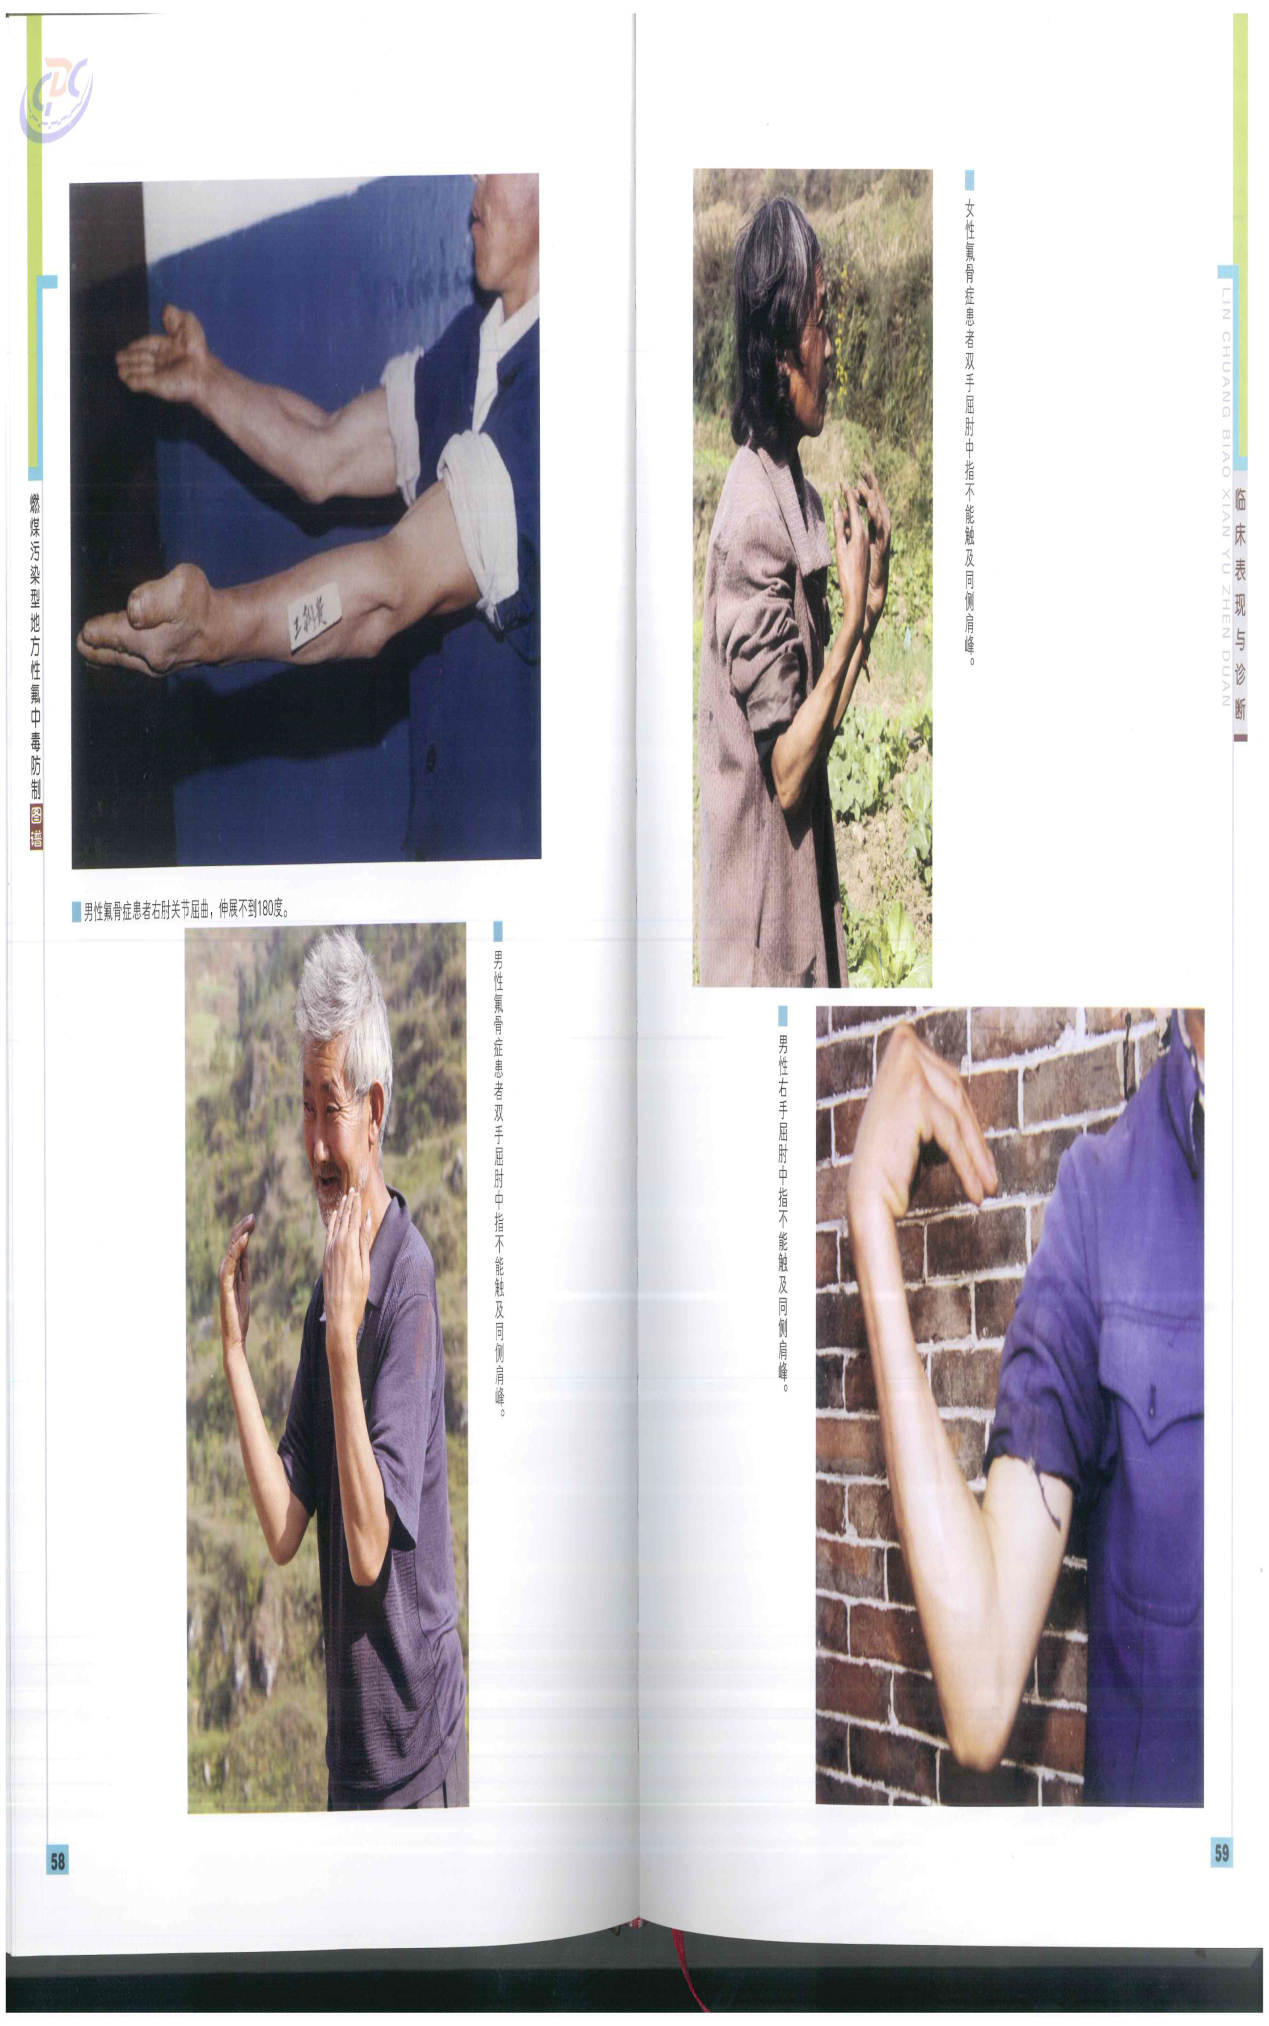 CDC
燃煤污染型地方性氟中毒防制图谱
男性氟骨症患者右肘关节屈曲，伸展不到180度。
男性氟骨症患者双手屈肘中指不能触及同侧肩峰。
58
女性氟骨症患者双手屈肘中指不能触及同侧肩峰。
男性右手屈肘中指不能触及同侧肩峰。
临床表现与诊断
LIN CHUANG BIAO XIAN YU ZHEN DUAN
59